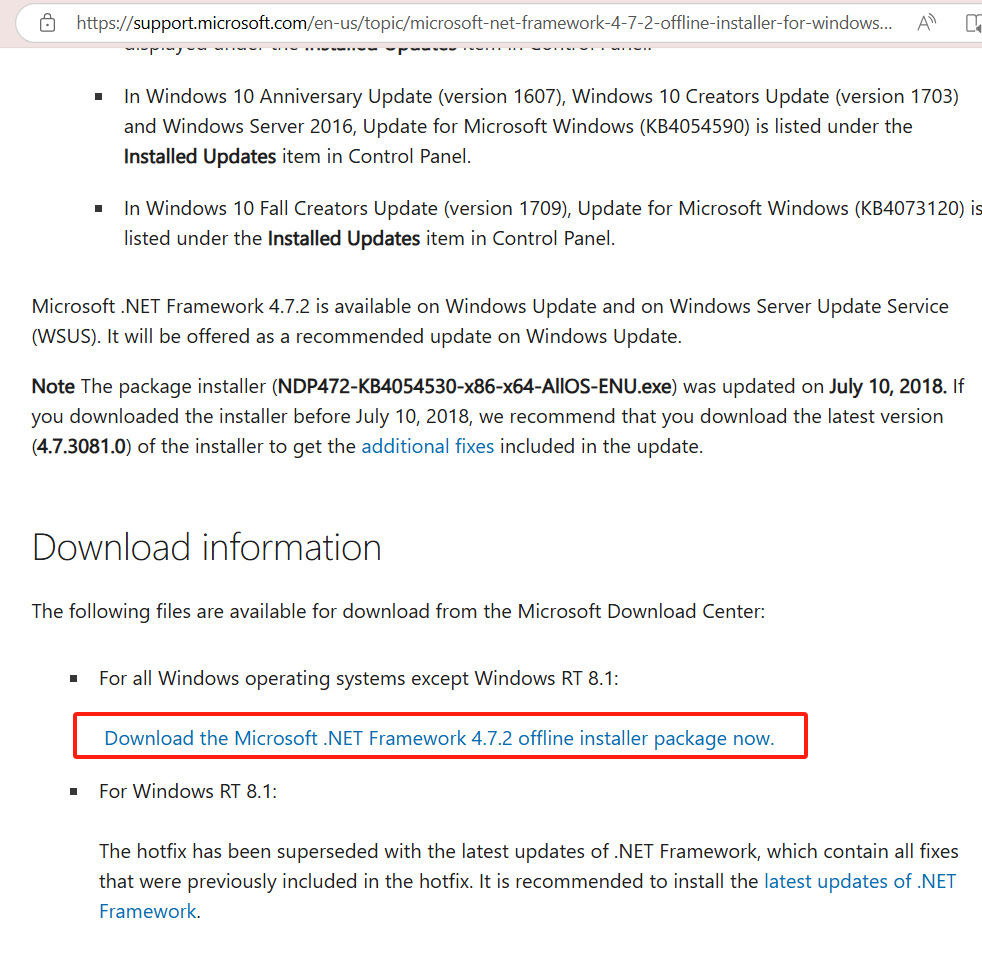 https://support.microsoft.com/en-us/topic/microsoft-net-framework-4-7-2-offline-installer-for-windows...
displayed under the Installed Updates item in Control Panel.
In Windows 10 Anniversary Update (version 1607), Windows 10 Creators Update (version 1703)
and Windows Server 2016, Update for Microsoft Windows (KB4054590) is listed under the
Installed Updates item in Control Panel.
In Windows 10 Fall Creators Update (version 1709), Update for Microsoft Windows (KB4073120) is
listed under the Installed Updates item in Control Panel.
Microsoft .NET Framework 4.7.2 is available on Windows Update and on Windows Server Update Service
(WSUS). It will be offered as a recommended update on Windows Update.
Note The package installer (NDP472-KB4054530-x86-x64-AllOS-ENU.exe) was updated on July 10, 2018. If
you downloaded the installer before July 10, 2018, we recommend that you download the latest version
(4.7.3081.0) of the installer to get the additional fixes included in the update.
Download information
The following files are available for download from the Microsoft Download Center:
For all Windows operating systems except Windows RT 8.1:
Download the Microsoft .NET Framework 4.7.2 offline installer package now.
For Windows RT 8.1:
The hotfix has been superseded with the latest updates of .NET Framework, which contain all fixes
that were previously included in the hotfix. It is recommended to install the latest updates of .NET
Framework.